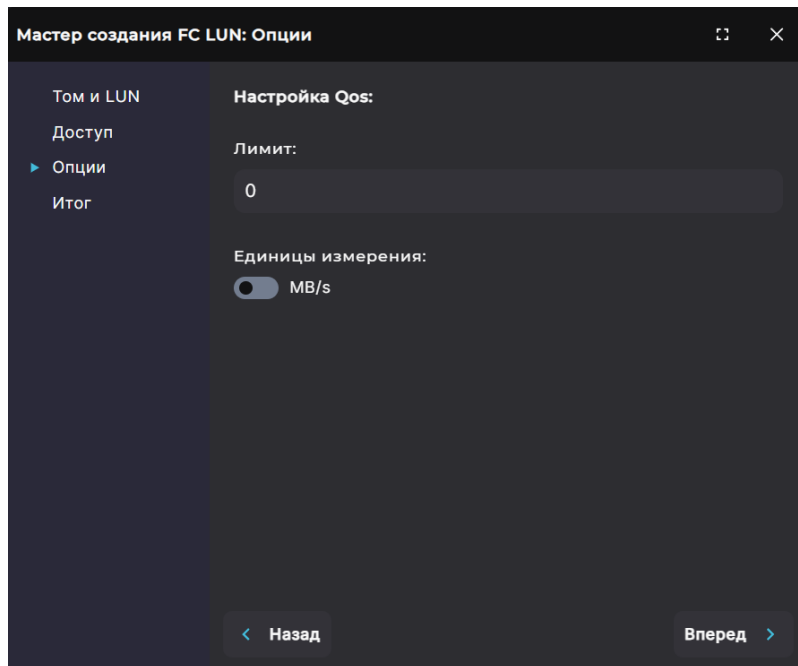 Мастер создания FC LUN: Опции
Том и LUN
Доступ
Опции
Итог
Настройка Qos:
Лимит:
0
Единицы измерения:
MB/s
Назад
Вперед